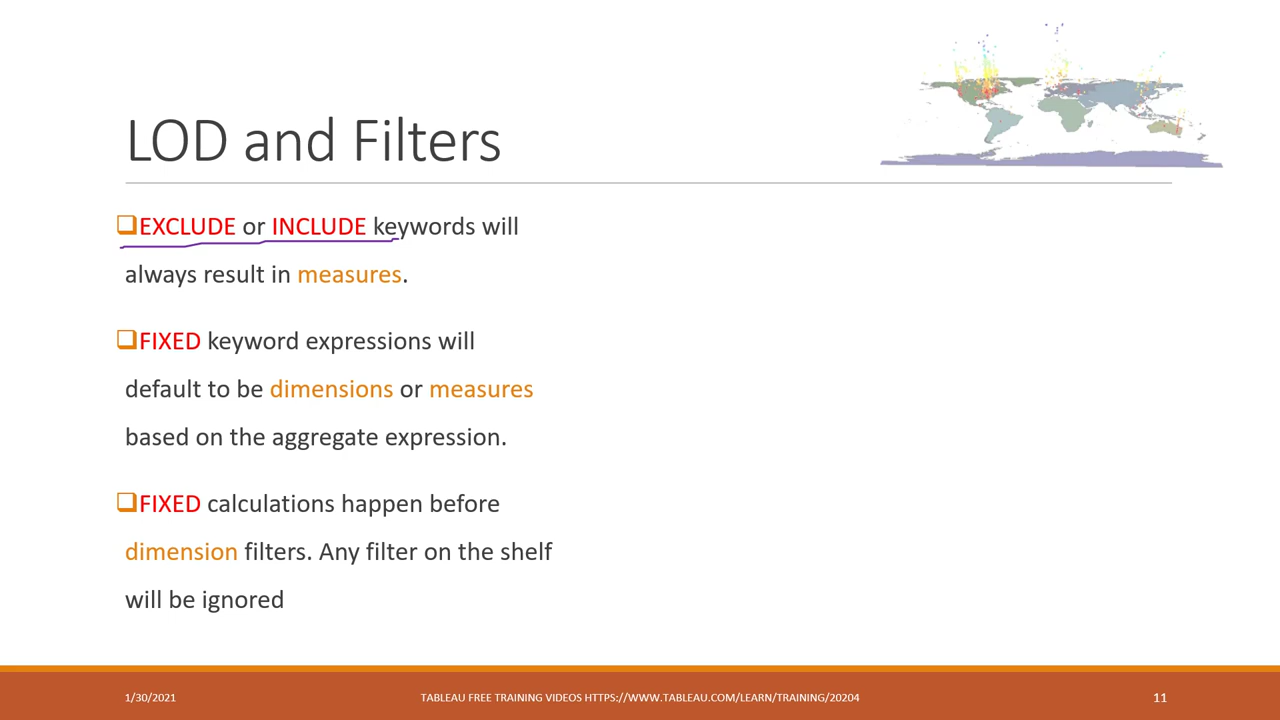 LOD and Filters
EXCLUDE or INCLUDE keywords will
always result in measures.
FIXED keyword expressions will
default to be dimensions or measures
based on the aggregate expression.
FIXED calculations happen before
dimension filters. Any filter on the shelf
will be ignored
1/30/2021
TABLEAU FREE TRAINING VIDEOS HTTPS://WWW.TABLEAU.COM/LEARN/TRAINING/20204
11